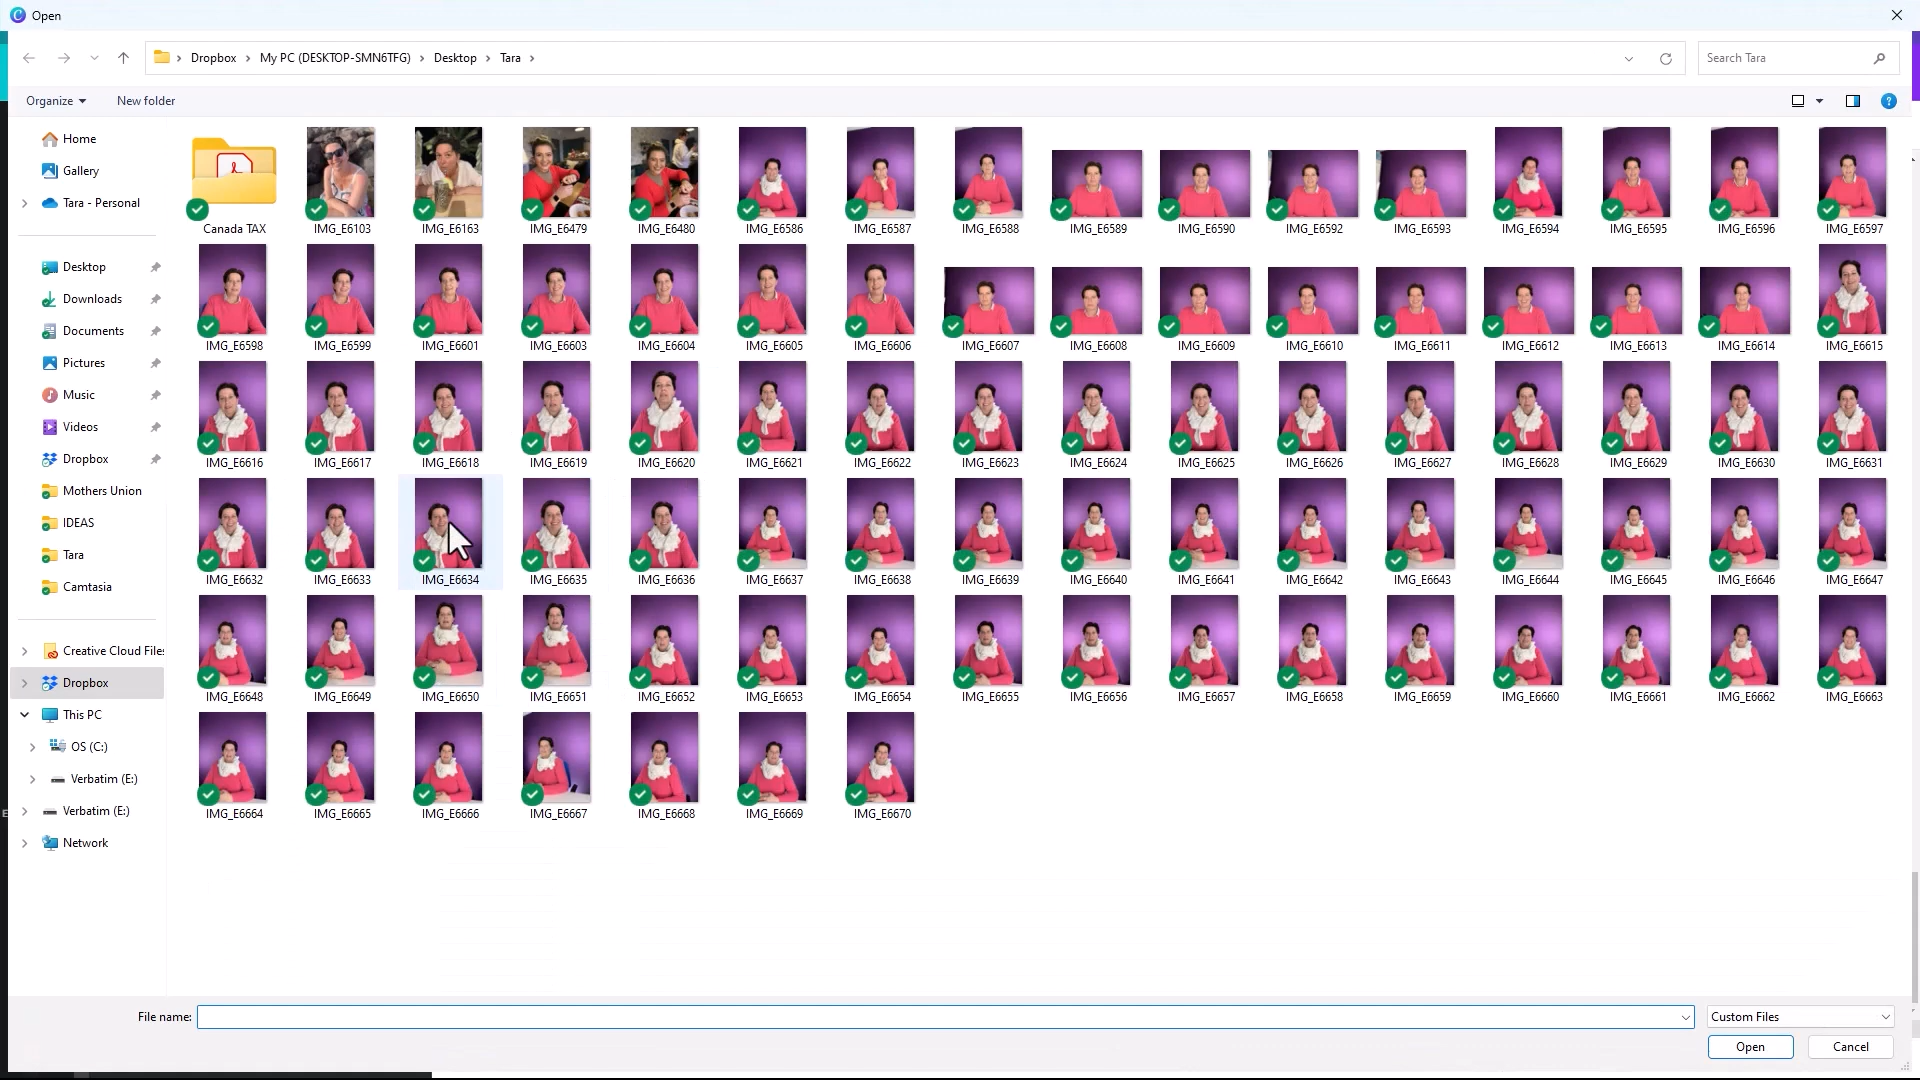 Open
Dropbox > My PC (DESKTOP-SMN6TFG) > Desktop > Tara >
Search Tara
Organize
New folder
Home
Gallery
Tara - Personal
Desktop
Downloads
Documents
Pictures
Music
Videos
Dropbox
Mothers Union
IDEAS
Tara
Camtasia
Creative Cloud Files
Dropbox
This PC
OS (C:)
Verbatim (E:)
Verbatim (E:)
Network
Canada TAX IMG_E6103 IMG_E6163 IMG_E6479 IMG_E6480 IMG_E6586 IMG_E6587 IMG_E6588 IMG_E6589 IMG_E6590 IMG_E6592 IMG_E6593 IMG_E6594 IMG_E6595 IMG_E6596 IMG_E6597
IMG_E6598 IMG_E6599 IMG_E6601 IMG_E6603 IMG_E6604 IMG_E6605 IMG_E6606 IMG_E6607 IMG_E6608 IMG_E6609 IMG_E6610 IMG_E6611 IMG_E6612 IMG_E6613 IMG_E6614 IMG_E6615
IMG_E6616 IMG_E6617 IMG_E6618 IMG_E6619 IMG_E6620 IMG_E6621 IMG_E6622 IMG_E6623 IMG_E6624 IMG_E6625 IMG_E6626 IMG_E6627 IMG_E6628 IMG_E6629 IMG_E6630 IMG_E6631
IMG_E6632 IMG_E6633 IMG_E6634 IMG_E6635 IMG_E6636 IMG_E6637 IMG_E6638 IMG_E6639 IMG_E6640 IMG_E6641 IMG_E6642 IMG_E6643 IMG_E6644 IMG_E6645 IMG_E6646 IMG_E6647
IMG_E6648 IMG_E6649 IMG_E6650 IMG_E6651 IMG_E6652 IMG_E6653 IMG_E6654 IMG_E6655 IMG_E6656 IMG_E6657 IMG_E6658 IMG_E6659 IMG_E6660 IMG_E6661 IMG_E6662 IMG_E6663
IMG_E6664 IMG_E6665 IMG_E6666 IMG_E6667 IMG_E6668 IMG_E6669 IMG_E6670
File name:
Custom Files
Open
Cancel